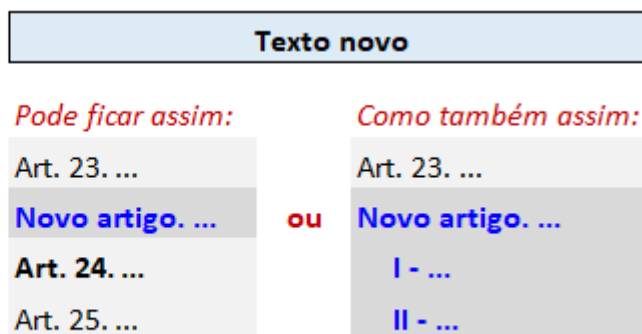 Texto novo
Pode ficar assim:
Como também assim:
Art. 23. ...
Art. 23. ...
Novo artigo. ...
ou
Novo artigo. ...
Art. 24. ...
I - ...
Art. 25. ...
II - ...